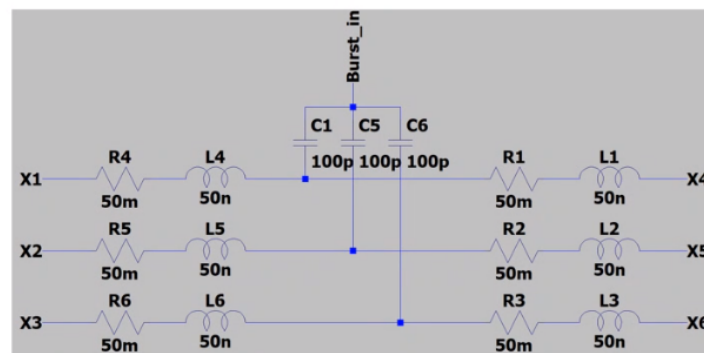 Burst_in
C1 C5 C6
100p 100p 100p
R4 L4 R1 L1
X1 X4
50m 50n 50m 50n
R5 L5 R2 L2
X2 X5
50m 50n 50m 50n
R6 L6 R3 L3
X3 X6
50m 50n 50m 50n